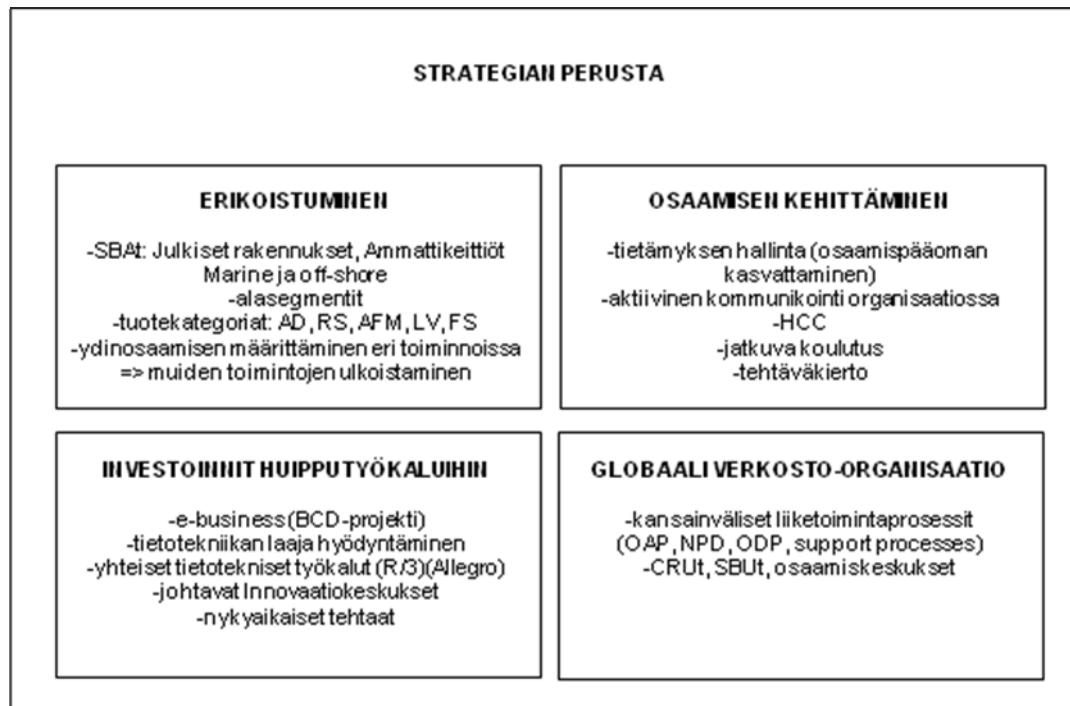 STRATEGIAN PERUSTA
ERIKOISTUMINEN
-SBAt: Julkiset rakennukset, Ammattikeittiöt
Marine ja off-shore
-alasegmentit
-tuotekategoriat: AD, RS, AFM, LV, FS
-ydinosaamisen määrittäminen eri toiminnoissa
=> muiden toimintojen ulkoistaminen
OSAAMISEN KEHITTÄMINEN
-tietämyksen hallinta (osaamispääoman
kasvattaminen)
-aktiivinen kommunikointi organisaatiossa
-HCC
-jatkuva koulutus
-tehtäväkierto
INVESTOINNIT HUIPPUTYÖKALUIHIN
-e-business (BCD-projekti)
-tietotekniikan laaja hyödyntäminen
-yhteiset tietotekniset työkalut (R/3)(Allegro)
-johtavat Innovaatiokeskukset
-nykyaikaiset tehtaat
GLOBAALI VERKOSTO-ORGANISAATIO
-kansainväliset liiketoimintaprosessit
(OAP, NPD, ODP, support processes)
-CRUt, SBUt, osaamiskeskukset